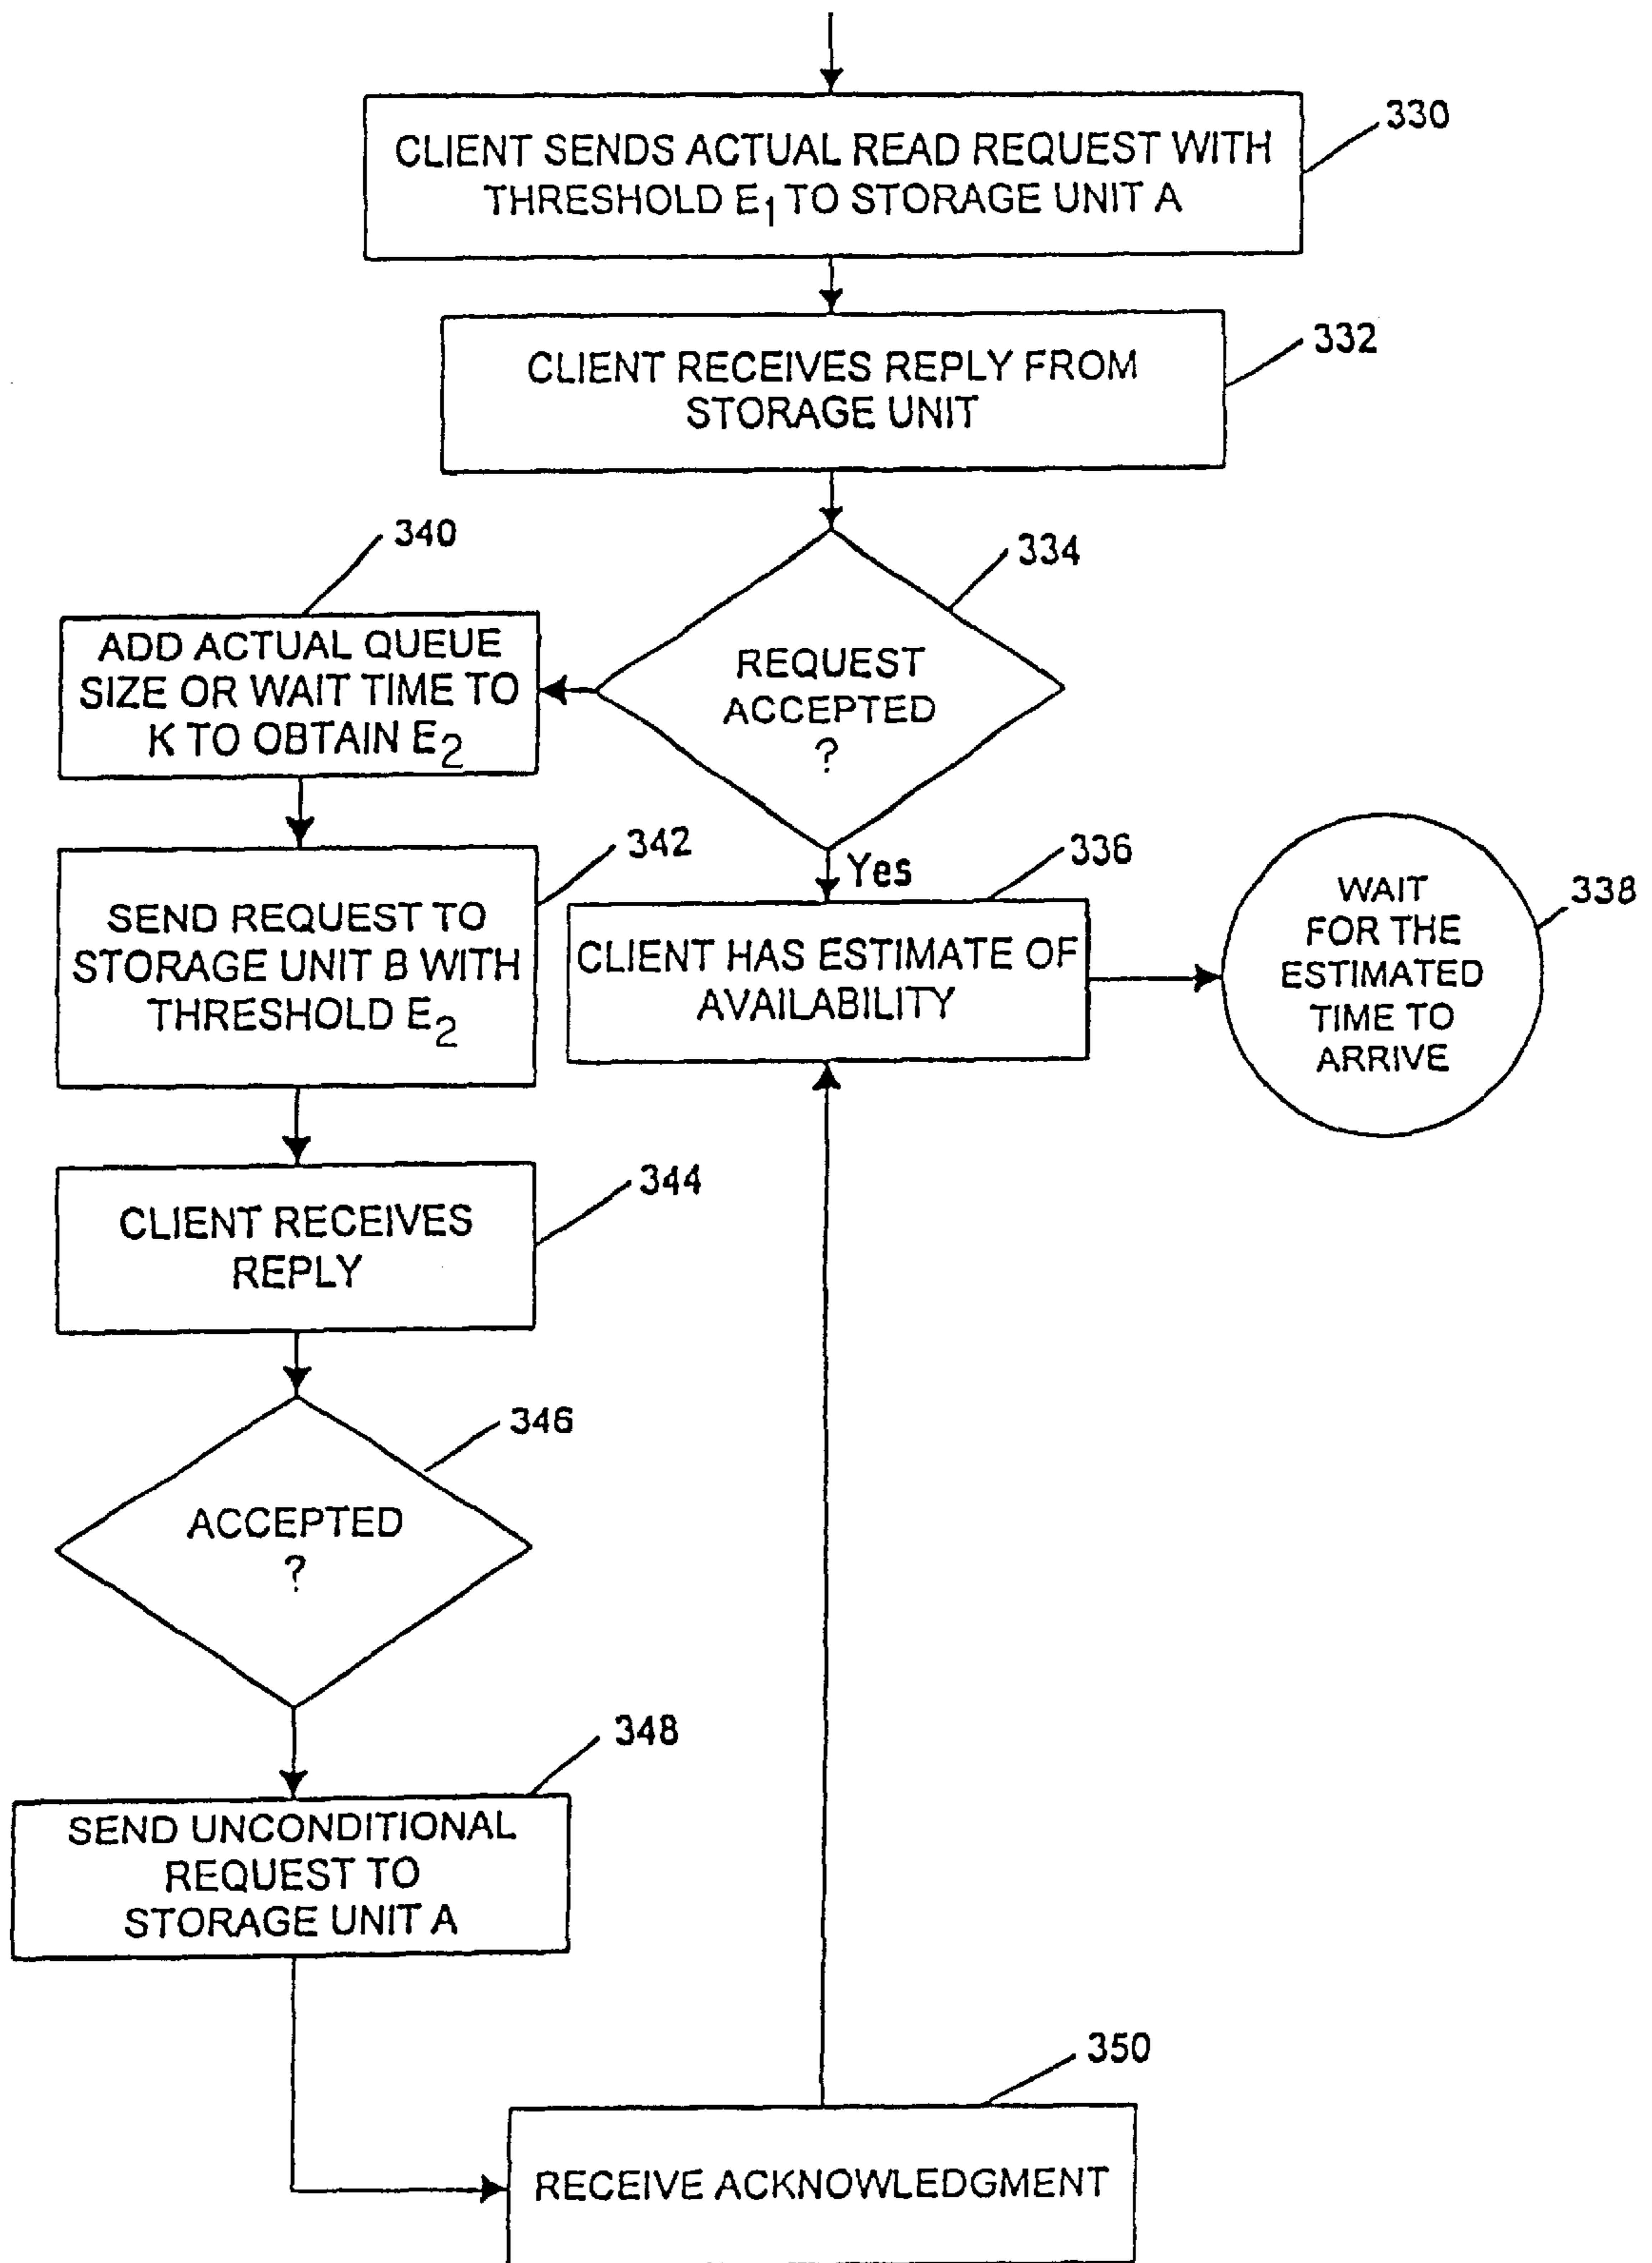 330
CLIENT SENDS ACTUAL READ REQUEST WITH
THRESHOLD E1 TO STORAGE UNIT A
332
CLIENT RECEIVES REPLY FROM
STORAGE UNIT
334
REQUEST
ACCEPTED
?
340
ADD ACTUAL QUEUE
SIZE OR WAIT TIME TO
K TO OBTAIN E2
Yes
342
SEND REQUEST TO
STORAGE UNIT B WITH
THRESHOLD E2
336
CLIENT HAS ESTIMATE OF
AVAILABILITY
338
WAIT
FOR THE
ESTIMATED
TIME TO
ARRIVE
344
CLIENT RECEIVES
REPLY
346
ACCEPTED
?
348
SEND UNCONDITIONAL
REQUEST TO
STORAGE UNIT A
350
RECEIVE ACKNOWLEDGMENT